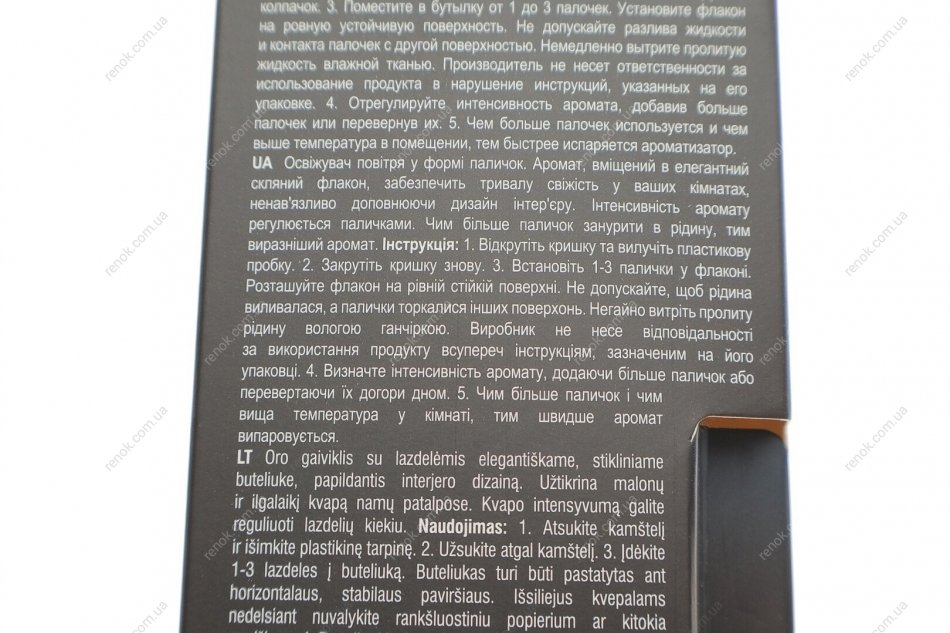 колпачок. 3. Поместите в бутылку от 1 до 3 палочек. Установите флакон
на ровную устойчивую поверхность. Не допускайте разлива жидкости
и контакта палочек с другой поверхностью. Немедленно вытрите пролитую
жидкость влажной тканью. Производитель не несет ответственности за
использование продукта в нарушение инструкций, указанных на его
упаковке. 4. Отрегулируйте интенсивность аромата, добавив больше
палочек или перевернув их. 5. Чем больше палочек используется и чем
выше температура в помещении, тем быстрее испаряется ароматизатор.
UA Освіжувач повітря у формі паличок. Аромат, вміщений в елегантний
скляний флакон, забезпечить тривалу свіжість у ваших кімнатах,
ненав'язливо доповнюючи дизайн інтер'єру. Інтенсивність аромату
регулюється паличками. Чим більше паличок занурити в рідину, тим
виразніший аромат. Інструкція: 1. Відкрутіть кришку та вилучіть пластикову
пробку. 2. Закрутіть кришку знову. 3. Встановіть 1-3 палички у флаконі.
Розташуйте флакон на рівній стійкій поверхні. Не допускайте, щоб рідина
виливалася, а палички торкалися інших поверхонь. Негайно витріть пролиту
рідину вологою ганчіркою. Виробник не несе відповідальності
за використання продукту всупереч інструкціям, зазначеним на його
упаковці. 4. Визначте інтенсивність аромату, додаючи більше паличок або
перевертаючи їх догори дном. 5. Чим більше паличок і чим
вища температура у кімнаті, тим швидше аромат
випаровується.
LT Oro gaiviklis su lazdelėmis elegantiškame, stikliniame
buteliuke, papildantis interjero dizainą. Užtikrina malonų
ir ilgalaikį kvapą namų patalpose. Kvapo intensyvumą galite
reguliuoti lazdelių kiekiu. Naudojimas: 1. Atsukite kamštelį
ir išimkite plastikinę tarpinę. 2. Užsukite atgal kamštelį. 3. Įdėkite
1-3 lazdeles į buteliuką. Buteliukas turi būti pastatytas ant
horizontalaus, stabilaus paviršiaus. Išsiliejus kvepalams
nedelsiant nuvalykite rankšluostiniu popierium ar kitokia